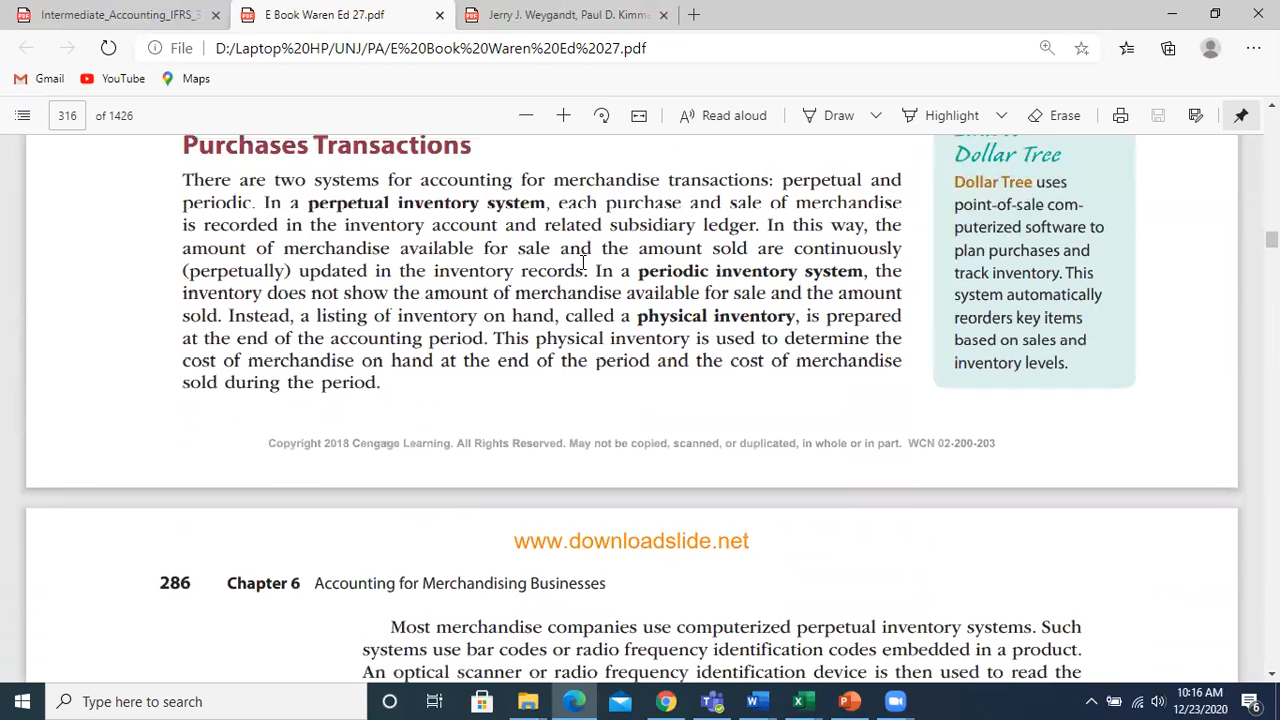 Intermediate_Accounting_IFRS_3
E Book Waren Ed 27.pdf
Jerry J. Weygandt, Paul D. Kimme
File
D:/Laptop%20HP/UNJ/PA/E%20Book%20Waren%20Ed%2027.pdf
Gmail
YouTube
Maps
316 of 1426
Read aloud
Draw
Highlight
Erase
Purchases Transactions
There are two systems for accounting for merchandise transactions: perpetual and
periodic. In a perpetual inventory system, each purchase and sale of merchandise
is recorded in the inventory account and related subsidiary ledger. In this way, the
amount of merchandise available for sale and the amount sold are continuously
(perpetually) updated in the inventory records. In a periodic inventory system, the
inventory does not show the amount of merchandise available for sale and the amount
sold. Instead, a listing of inventory on hand, called a physical inventory, is prepared
at the end of the accounting period. This physical inventory is used to determine the
cost of merchandise on hand at the end of the period and the cost of merchandise
sold during the period.
Dollar Tree
Dollar Tree uses
point-of-sale com-
puterized software to
plan purchases and
track inventory. This
system automatically
reorders key items
based on sales and
inventory levels.
Copyright 2018 Cengage Learning. All Rights Reserved. May not be copied, scanned, or duplicated, in whole or in part. WCN 02-200-203
www.downloadslide.net
286 Chapter 6 Accounting for Merchandising Businesses
Most merchandise companies use computerized perpetual inventory systems. Such
systems use bar codes or radio frequency identification codes embedded in a product.
An optical scanner or radio frequency identification device is then used to read the
Type here to search
10:16 AM
12/23/2020
6